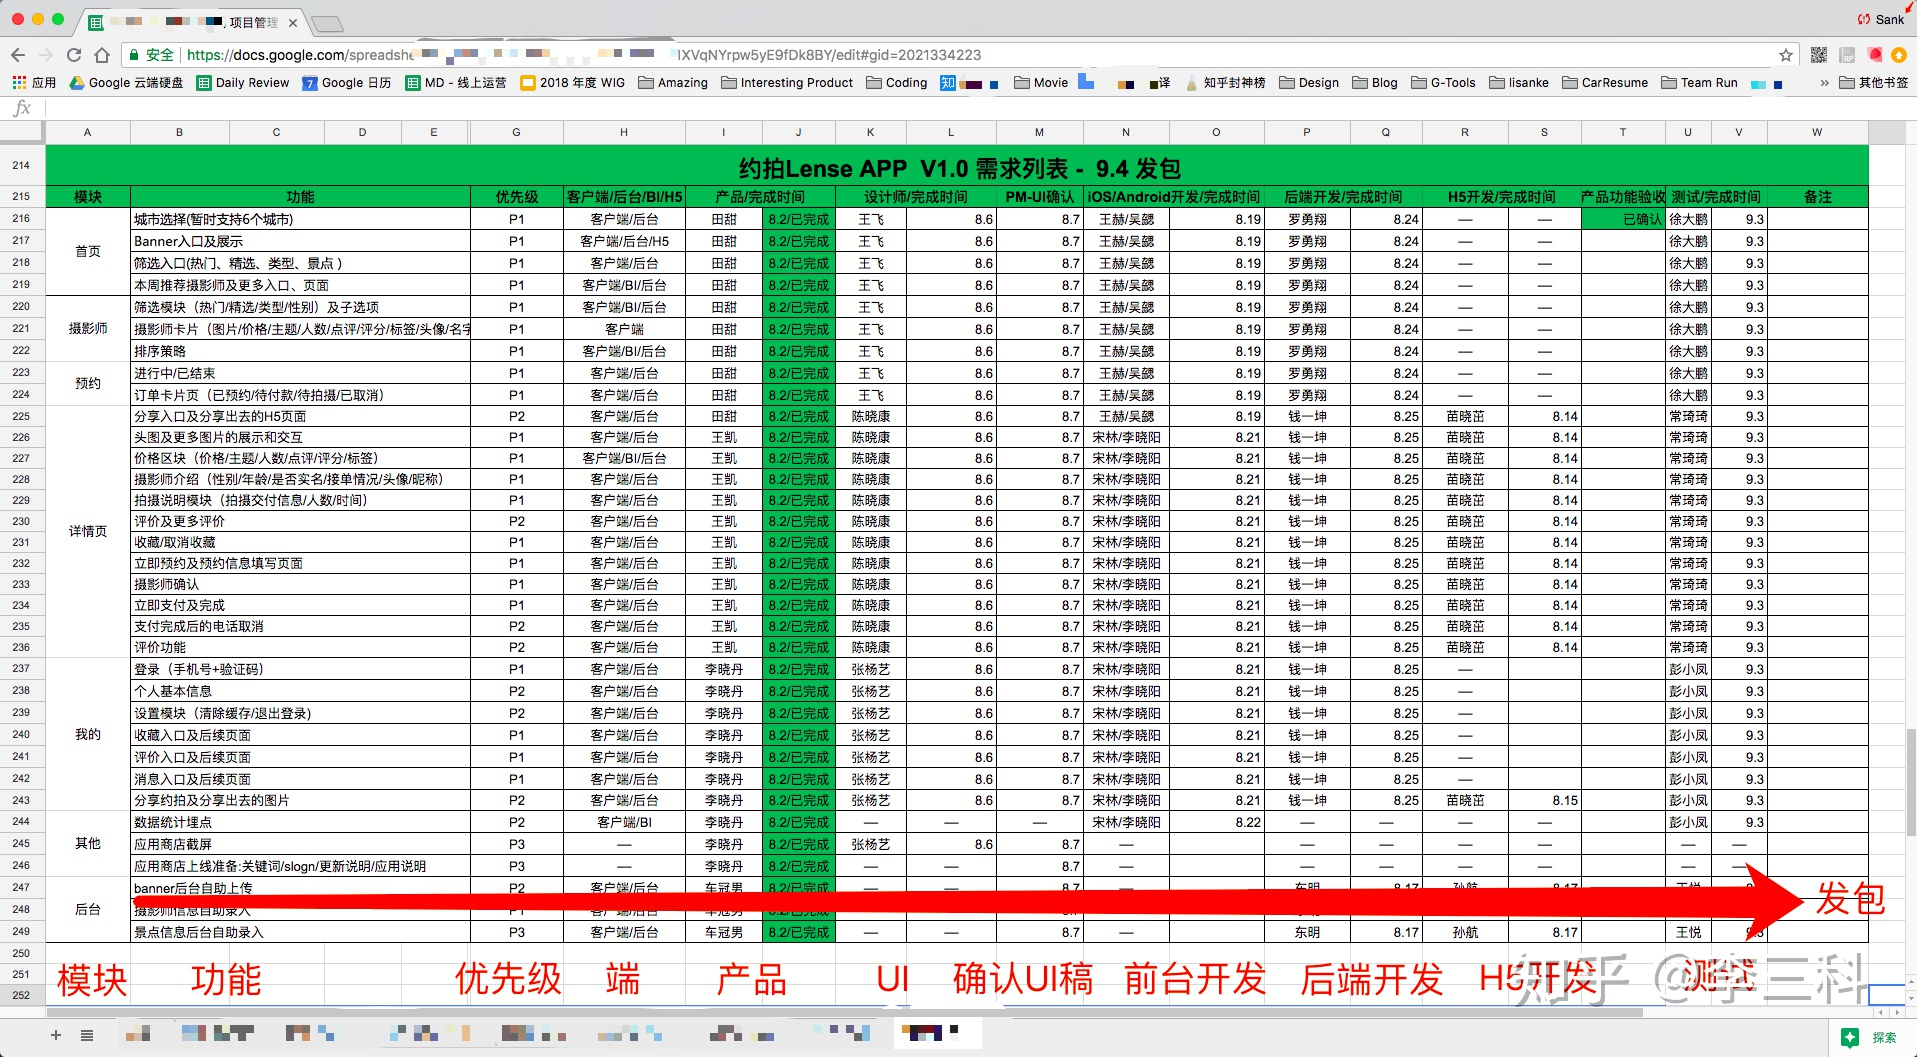 项目管理
Sank
安全 https://docs.google.com/spreadshe IXVqNYrpw5yE9fDk8BY/edit#gid=2021334223
应用 Google 云端硬盘 Daily Review Google 日历 MD - 线上运营 2018 年度 WIG Amazing Interesting Product Coding 知 Movie 译 知乎封神榜 Design Blog G-Tools lisanke CarResume Team Run » 其他书签
fx
A B C D E G H I J K L M N O P Q R S T U V W
214 约拍Lense APP V1.0 需求列表 - 9.4 发包
215 模块 功能 优先级 客户端/后台/BI/H5 产品/完成时间 设计师/完成时间 PM-UI确认 iOS/Android开发/完成时间 后端开发/完成时间 H5开发/完成时间 产品功能验收 测试/完成时间 备注
216 首页 城市选择(暂时支持6个城市) P1 客户端/后台 田甜 8.2/已完成 王飞 8.6 8.7 王赫/吴勰 8.19 罗勇翔 8.24 — — 已确认 徐大鹏 9.3
217 Banner入口及展示 P1 客户端/后台/H5 田甜 8.2/已完成 王飞 8.6 8.7 王赫/吴勰 8.19 罗勇翔 8.24 — — 徐大鹏 9.3
218 筛选入口(热门、精选、类型、景点 ) P1 客户端/后台 田甜 8.2/已完成 王飞 8.6 8.7 王赫/吴勰 8.19 罗勇翔 8.24 — — 徐大鹏 9.3
219 本周推荐摄影师及更多入口、页面 P1 客户端/BI/后台 田甜 8.2/已完成 王飞 8.6 8.7 王赫/吴勰 8.19 罗勇翔 8.24 — — 徐大鹏 9.3
220 摄影师 筛选模块（热门/精选/类型/性别）及子选项 P1 客户端/BI/后台 田甜 8.2/已完成 王飞 8.6 8.7 王赫/吴勰 8.19 罗勇翔 8.24 — — 徐大鹏 9.3
221 摄影师卡片（图片/价格/主题/人数/点评/评分/标签/头像/名字 P1 客户端 田甜 8.2/已完成 王飞 8.6 8.7 王赫/吴勰 8.19 罗勇翔 8.24 — — 徐大鹏 9.3
222 排序策略 P1 客户端/BI/后台 田甜 8.2/已完成 王飞 8.6 8.7 王赫/吴勰 8.19 罗勇翔 8.24 — — 徐大鹏 9.3
223 预约 进行中/已结束 P1 客户端/后台 田甜 8.2/已完成 王飞 8.6 8.7 王赫/吴勰 8.19 罗勇翔 8.24 — — 徐大鹏 9.3
224 订单卡片页（已预约/待付款/待拍摄/已取消） P1 客户端/后台 田甜 8.2/已完成 王飞 8.6 8.7 王赫/吴勰 8.19 罗勇翔 8.24 — — 徐大鹏 9.3
225 详情页 分享入口及分享出去的H5页面 P2 客户端/后台 田甜 8.2/已完成 陈晓康 8.6 8.7 王赫/吴勰 8.19 钱一坤 8.25 苗晓茁 8.14 常琦琦 9.3
226 头图及更多图片的展示和交互 P1 客户端/后台 王凯 8.2/已完成 陈晓康 8.6 8.7 宋林/李晓阳 8.21 钱一坤 8.25 苗晓茁 8.14 常琦琦 9.3
227 价格区块（价格/主题/人数/点评/评分/标签） P1 客户端/BI/后台 王凯 8.2/已完成 陈晓康 8.6 8.7 宋林/李晓阳 8.21 钱一坤 8.25 苗晓茁 8.14 常琦琦 9.3
228 摄影师介绍（性别/年龄/是否实名/接单情况/头像/昵称） P1 客户端/后台 王凯 8.2/已完成 陈晓康 8.6 8.7 宋林/李晓阳 8.21 钱一坤 8.25 苗晓茁 8.14 常琦琦 9.3
229 拍摄说明模块（拍摄交付信息/人数/时间） P1 客户端/后台 王凯 8.2/已完成 陈晓康 8.6 8.7 宋林/李晓阳 8.21 钱一坤 8.25 苗晓茁 8.14 常琦琦 9.3
230 评价及更多评价 P2 客户端/后台 王凯 8.2/已完成 陈晓康 8.6 8.7 宋林/李晓阳 8.21 钱一坤 8.25 苗晓茁 8.14 常琦琦 9.3
231 收藏/取消收藏 P1 客户端/后台 王凯 8.2/已完成 陈晓康 8.6 8.7 宋林/李晓阳 8.21 钱一坤 8.25 苗晓茁 8.14 常琦琦 9.3
232 立即预约及预约信息填写页面 P1 客户端/后台 王凯 8.2/已完成 陈晓康 8.6 8.7 宋林/李晓阳 8.21 钱一坤 8.25 苗晓茁 8.14 常琦琦 9.3
233 摄影师确认 P1 客户端/后台 王凯 8.2/已完成 陈晓康 8.6 8.7 宋林/李晓阳 8.21 钱一坤 8.25 苗晓茁 8.14 常琦琦 9.3
234 立即支付及完成 P1 客户端/后台 王凯 8.2/已完成 陈晓康 8.6 8.7 宋林/李晓阳 8.21 钱一坤 8.25 苗晓茁 8.14 常琦琦 9.3
235 支付完成后的电话取消 P2 客户端/后台 王凯 8.2/已完成 陈晓康 8.6 8.7 宋林/李晓阳 8.21 钱一坤 8.25 苗晓茁 8.14 常琦琦 9.3
236 评价功能 P2 客户端/后台 王凯 8.2/已完成 陈晓康 8.6 8.7 宋林/李晓阳 8.21 钱一坤 8.25 苗晓茁 8.14 常琦琦 9.3
237 我的 登录（手机号+验证码） P1 客户端/后台 李晓丹 8.2/已完成 张杨艺 8.6 8.7 宋林/李晓阳 8.21 钱一坤 8.25 — 彭小凤 9.3
238 个人基本信息 P2 客户端/后台 李晓丹 8.2/已完成 张杨艺 8.6 8.7 宋林/李晓阳 8.21 钱一坤 8.25 — 彭小凤 9.3
239 设置模块（清除缓存/退出登录） P2 客户端/后台 李晓丹 8.2/已完成 张杨艺 8.6 8.7 宋林/李晓阳 8.21 钱一坤 8.25 — 彭小凤 9.3
240 收藏入口及后续页面 P1 客户端/后台 李晓丹 8.2/已完成 张杨艺 8.6 8.7 宋林/李晓阳 8.21 钱一坤 8.25 — 彭小凤 9.3
241 评价入口及后续页面 P1 客户端/后台 李晓丹 8.2/已完成 张杨艺 8.6 8.7 宋林/李晓阳 8.21 钱一坤 8.25 — 彭小凤 9.3
242 消息入口及后续页面 P1 客户端/后台 李晓丹 8.2/已完成 张杨艺 8.6 8.7 宋林/李晓阳 8.21 钱一坤 8.25 — 彭小凤 9.3
243 分享约拍及分享出去的图片 P2 客户端/后台 李晓丹 8.2/已完成 张杨艺 8.6 8.7 宋林/李晓阳 8.21 钱一坤 8.25 苗晓茁 8.15 彭小凤 9.3
244 其他 数据统计埋点 P2 客户端/BI 李晓丹 8.2/已完成 — — — 宋林/李晓阳 8.22 — — — — 彭小凤 9.3
245 应用商店截屏 P3 — 李晓丹 8.2/已完成 张杨艺 8.6 8.7 — — — — — — —
246 应用商店上线准备:关键词/slogn/更新说明/应用说明 P3 — 李晓丹 8.2/已完成 — — 8.7 — — — — — — —
247 后台 banner后台自助上传 P2 客户端/后台 车冠男 8.2/已完成 — — 8.7 — 东明 8.17 孙航 8.17 王悦
248 摄影师信息自助录入 P1 客户端/后台 车冠男 8.2/已完成 发包
249 景点信息后台自助录入 P3 客户端/后台 车冠男 8.2/已完成 — — 8.7 — 东明 8.17 孙航 8.17 王悦 9.3
250
251 模块 功能 优先级 端 产品 UI 确认UI稿 前台开发 后端开发 H5开发 测试
252
知乎 @李三科
探索